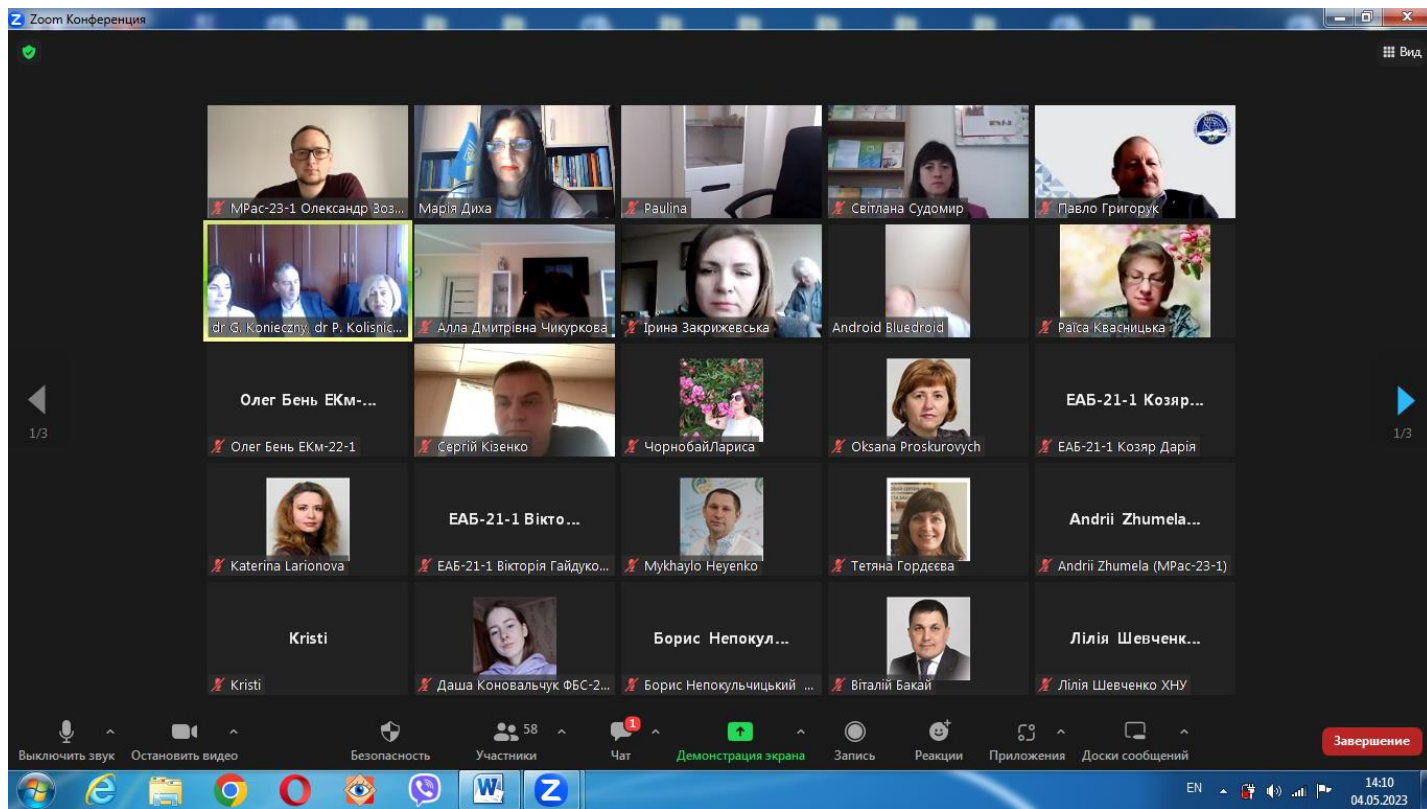 Zoom Конференция
Вид
МРас-23-1 Олександр Воз...
Марія Диха
Paulina
Світлана Судомир
Павло Григорук
dr G. Konieczny, dr P. Kolisnic...
Алла Дмитрівна Чикуркова
Ірина Закрижевська
Android Bluedroid
Раїса Квасницька
Олег Бень ЕКм-...
Олег Бень ЕКм-22-1
Сергій Кізенко
ЧорнобайЛариса
Oksana Proskurovych
ЕАБ-21-1 Козяр...
ЕАБ-21-1 Козяр Дарія
Katerina Larionova
ЕАБ-21-1 Вікто...
ЕАБ-21-1 Вікторія Гайдуко...
Mykhaylo Heyenko
Тетяна Гордєєва
Andrii Zhumela...
Andrii Zhumela (MPac-23-1)
Kristi
Kristi
Даша Коновальчук ФБС-2...
Борис Непокул...
Борис Непокульчицький ...
Віталій Бакай
Лілія Шевченк...
Лілія Шевченко ХНУ
1/3
1/3
58
1
Выключить звук
Остановить видео
Безопасность
Участники
Чат
Демонстрация экрана
Запись
Реакции
Приложения
Доски сообщений
Завершение
EN
14:10
04.05.2023